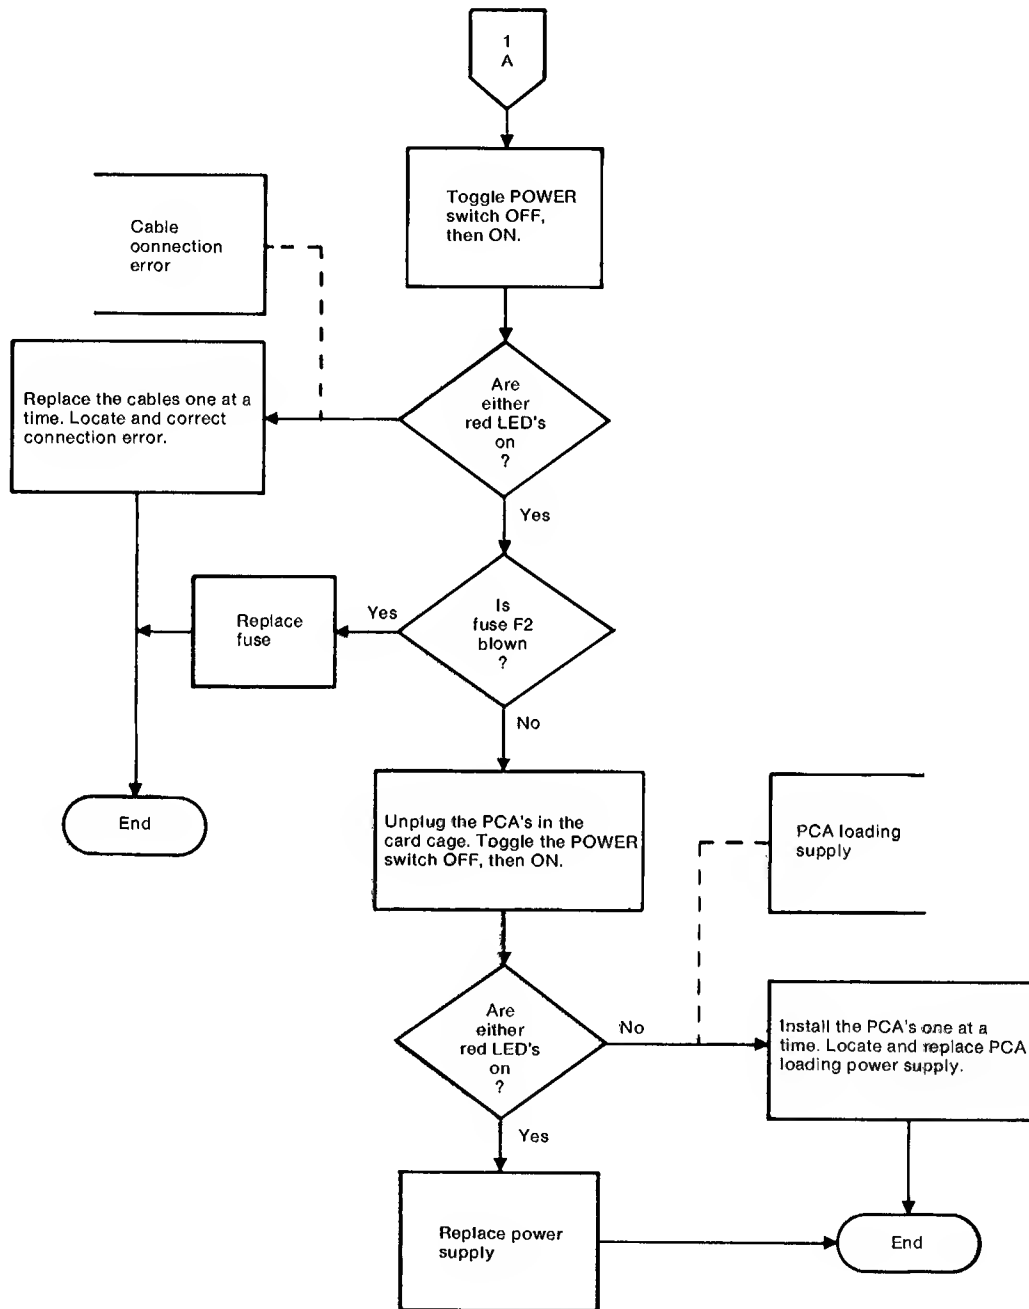 1
A
Toggle POWER
switch OFF,
then ON.
Cable
connection
error
Are
either
red LED's
on
?
Replace the cables one at a
time. Locate and correct
connection error.
Yes
Is
fuse F2
blown
?
Yes
Replace
fuse
No
End
Unplug the PCA's in the
card cage. Toggle the POWER
switch OFF, then ON.
PCA loading
supply
Are
either
red LED's
on
?
No
Install the PCA's one at a
time. Locate and replace PCA
loading power supply.
Yes
Replace power
supply
End